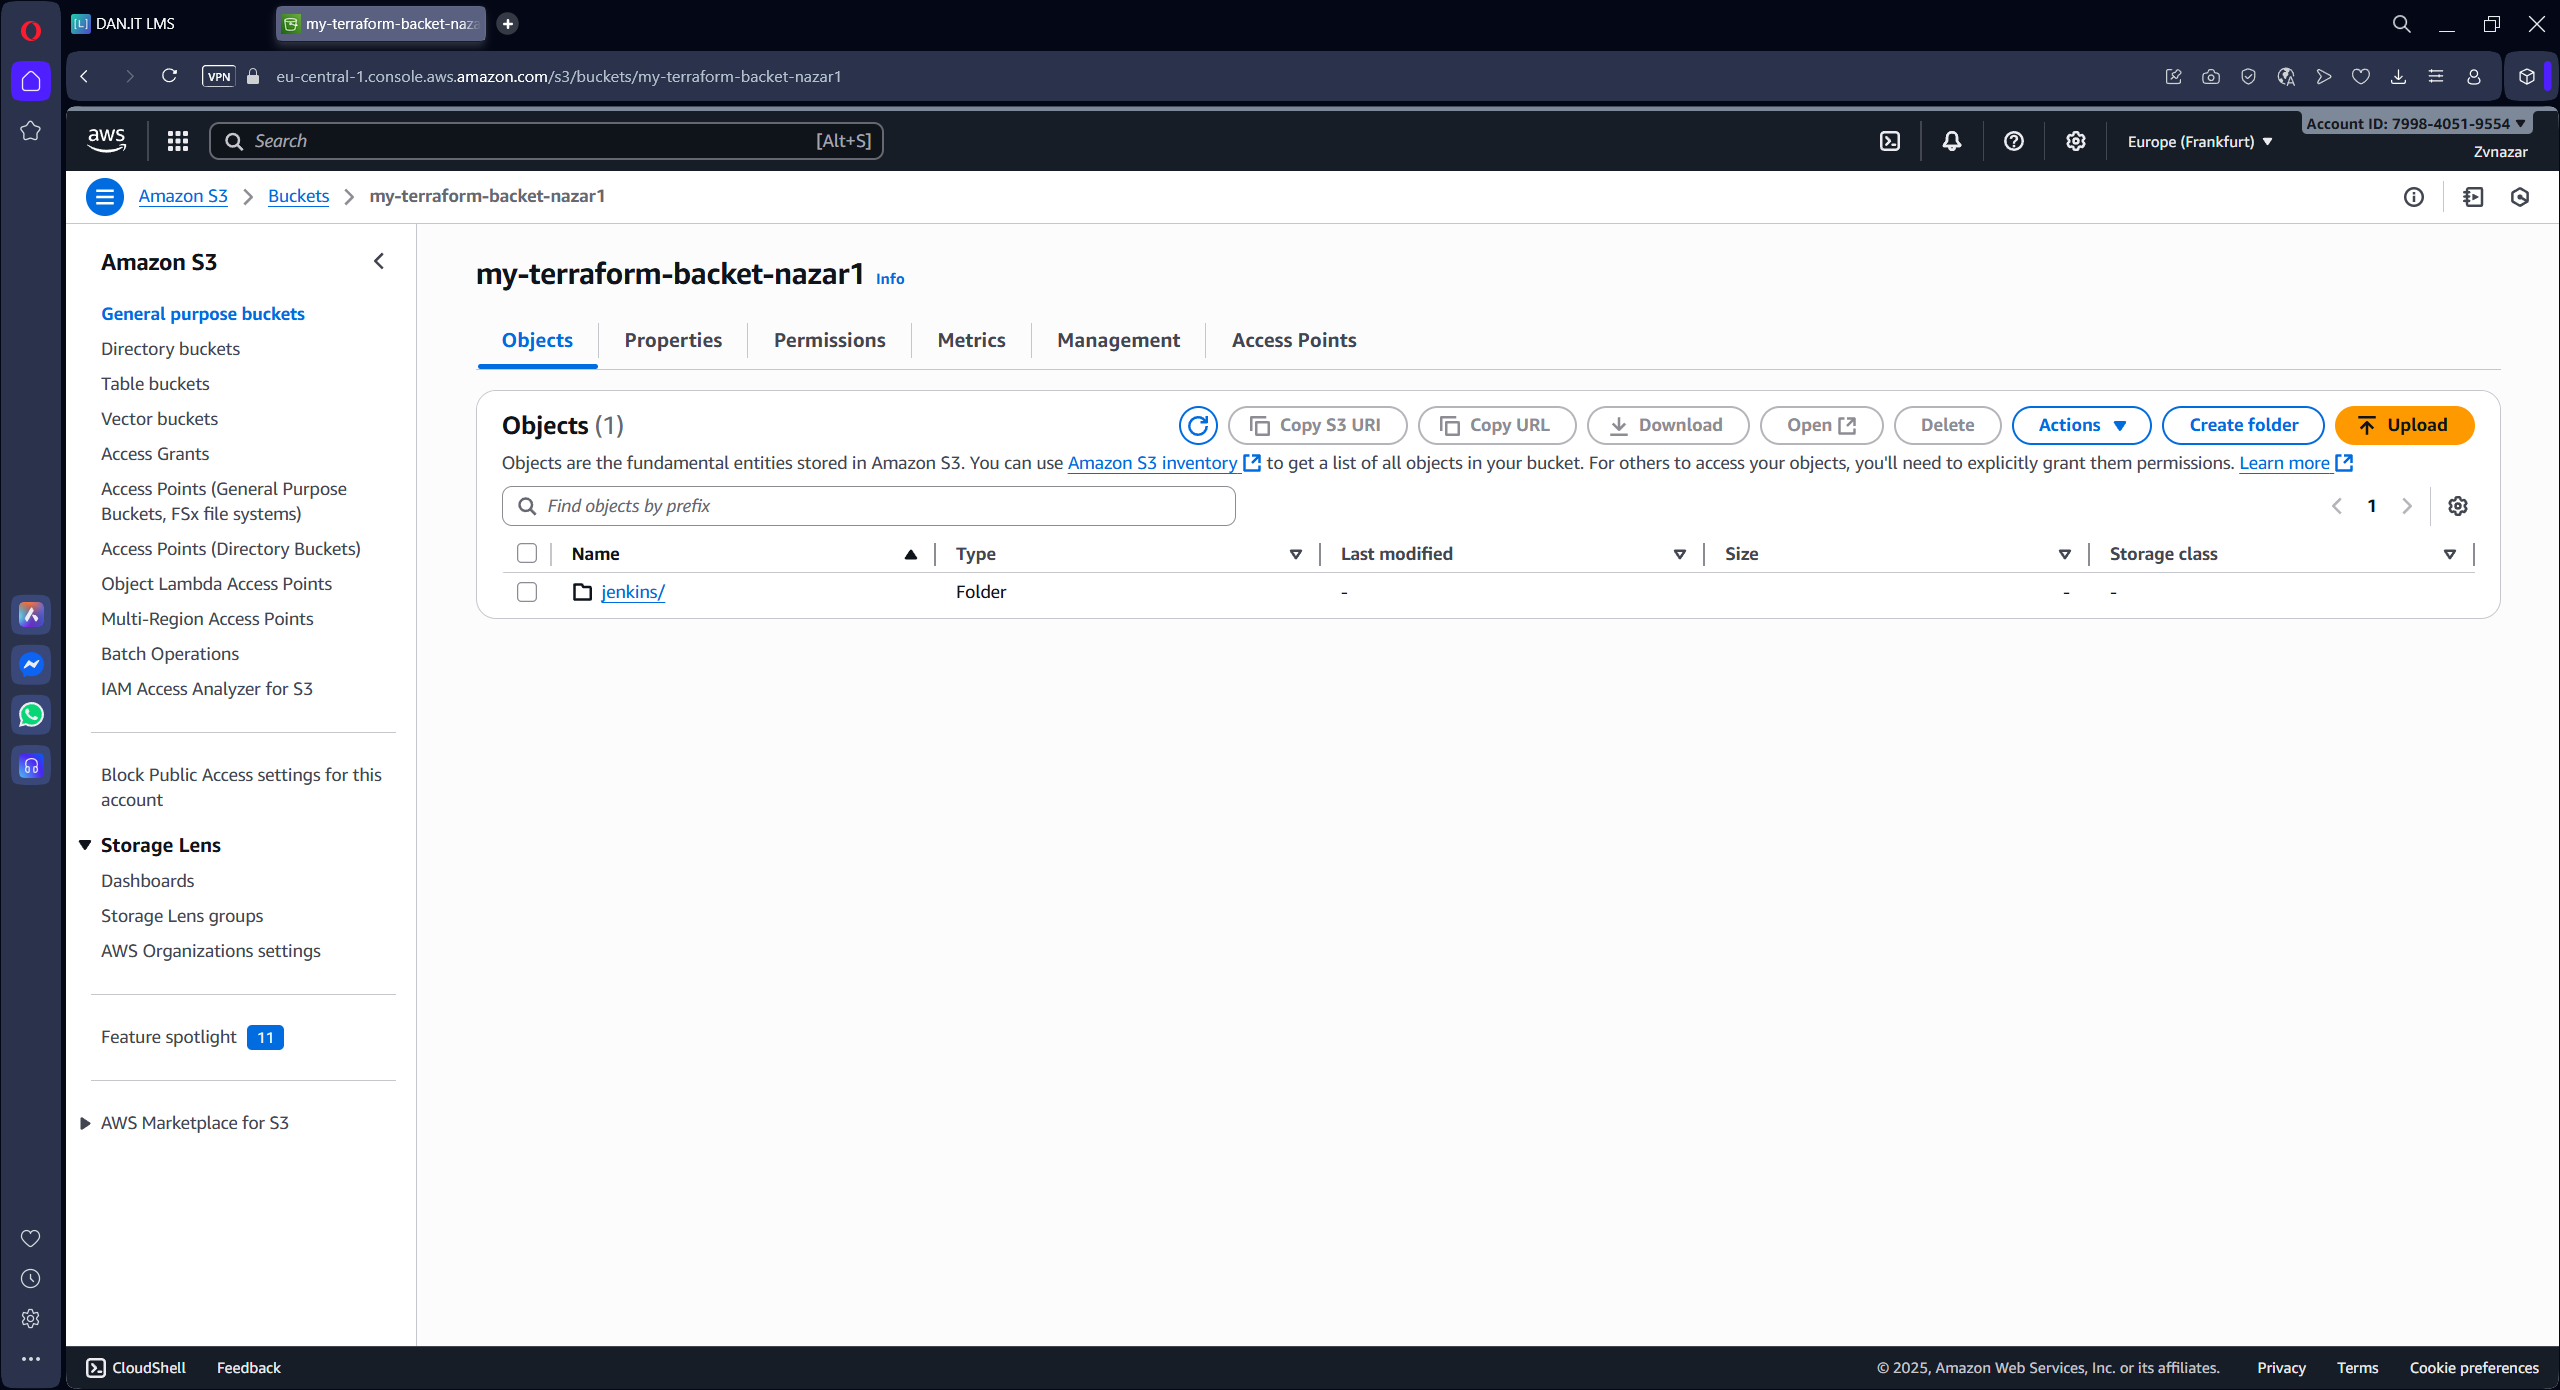 DAN.IT LMS
my-terraform-backet-naza
VPN
eu-central-1.console.aws.amazon.com/s3/buckets/my-terraform-backet-nazar1
aws
Search
[Alt+S]
Europe (Frankfurt)
Account ID: 7998-4051-9554
Zvnazar
Amazon S3
Buckets
my-terraform-backet-nazar1
Amazon S3
General purpose buckets
Directory buckets
Table buckets
Vector buckets
Access Grants
Access Points (General Purpose
Buckets, FSx file systems)
Access Points (Directory Buckets)
Object Lambda Access Points
Multi-Region Access Points
Batch Operations
IAM Access Analyzer for S3
Block Public Access settings for this
account
Storage Lens
Dashboards
Storage Lens groups
AWS Organizations settings
Feature spotlight 11
AWS Marketplace for S3
my-terraform-backet-nazar1 Info
Objects Properties Permissions Metrics Management Access Points
Objects (1)
Copy S3 URI Copy URL Download Open Delete Actions Create folder Upload
Objects are the fundamental entities stored in Amazon S3. You can use Amazon S3 inventory to get a list of all objects in your bucket. For others to access your objects, you'll need to explicitly grant them permissions. Learn more
Find objects by prefix
1
Name Type Last modified Size Storage class
jenkins/ Folder - - -
CloudShell Feedback
© 2025, Amazon Web Services, Inc. or its affiliates. Privacy Terms Cookie preferences